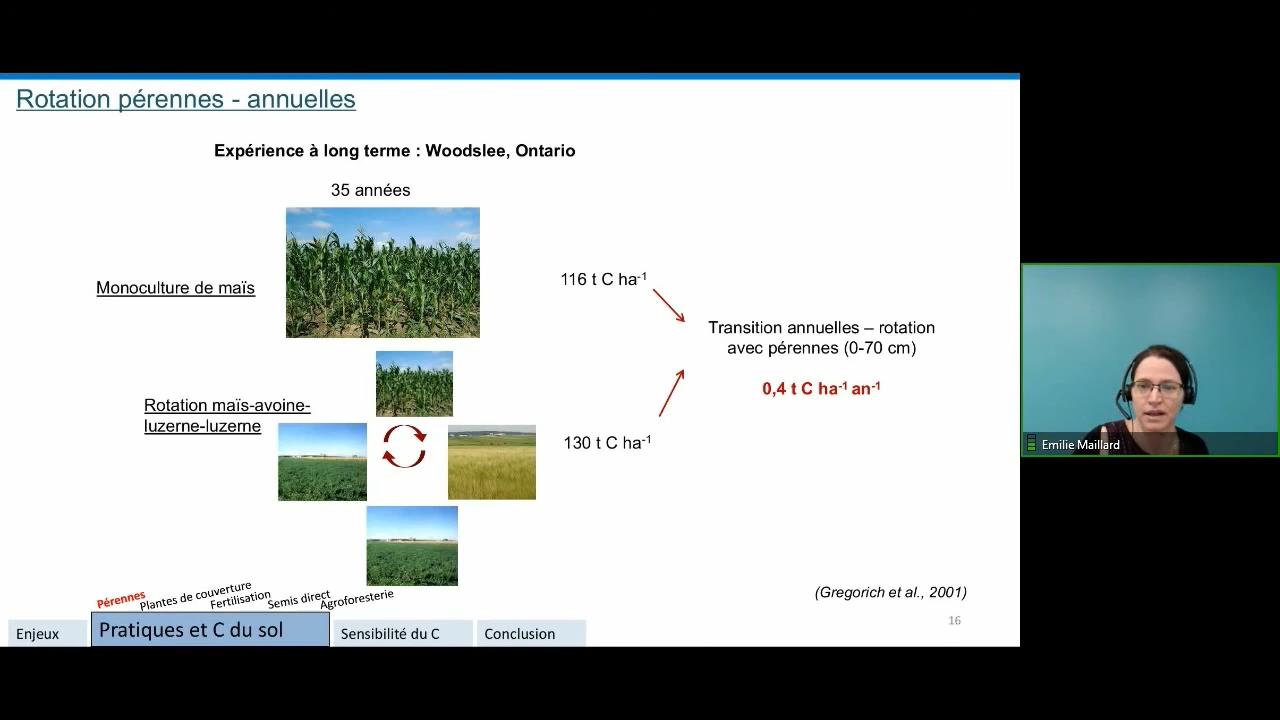 Rotation pérennes - annuelles
Expérience à long terme : Woodslee, Ontario
35 années
Monoculture de maïs
116 t C ha⁻¹
Transition annuelles – rotation
avec pérennes (0-70 cm)
0,4 t C ha⁻¹ an⁻¹
Rotation maïs-avoine-
luzerne-luzerne
130 t C ha⁻¹
(Gregorich et al., 2001)
16
Pérennes
Plantes de couverture
Fertilisation
Semis direct
Agroforesterie
Enjeux
Pratiques et C du sol
Sensibilité du C
Conclusion
Emilie Maillard